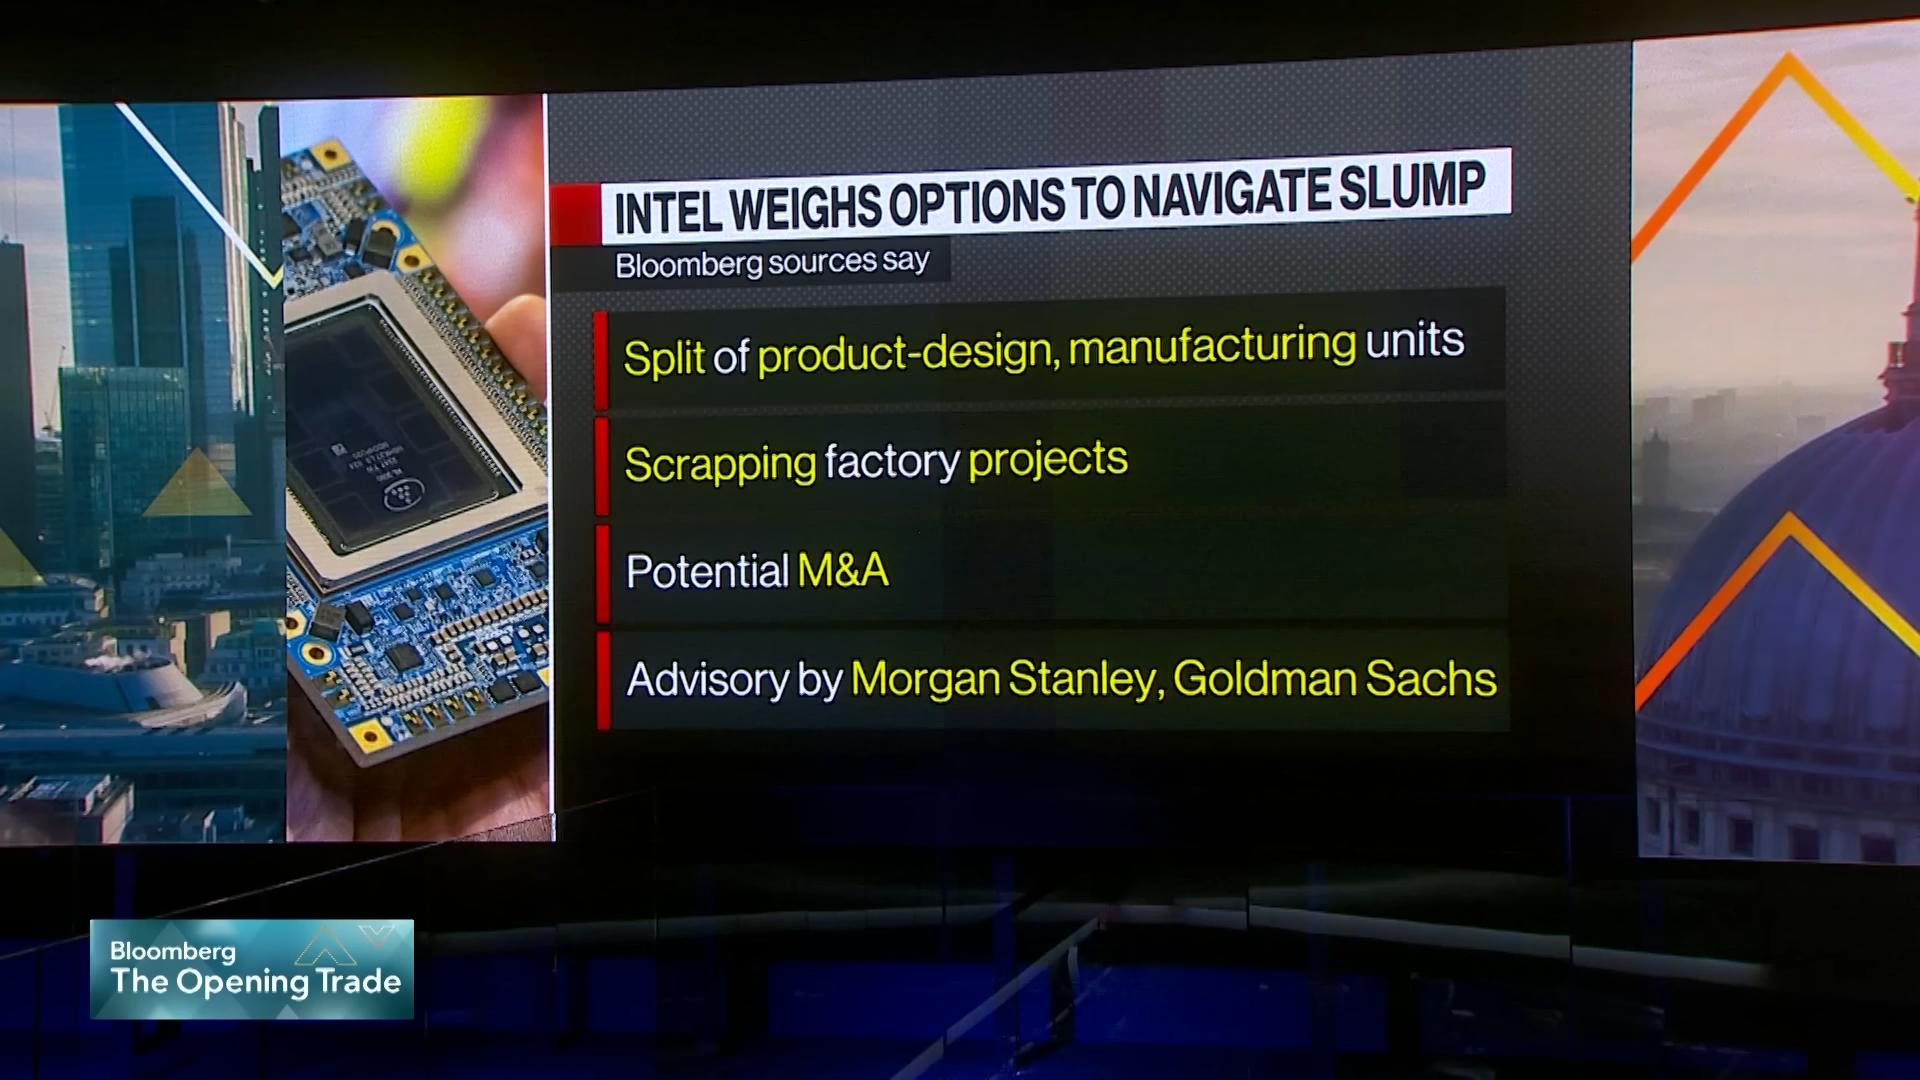 INTEL WEIGHS OPTIONS TO NAVIGATE SLUMP
Bloomberg sources say
Split of product-design, manufacturing units
Scrapping factory projects
Potential M&A
Advisory by Morgan Stanley, Goldman Sachs
Bloomberg
The Opening Trade